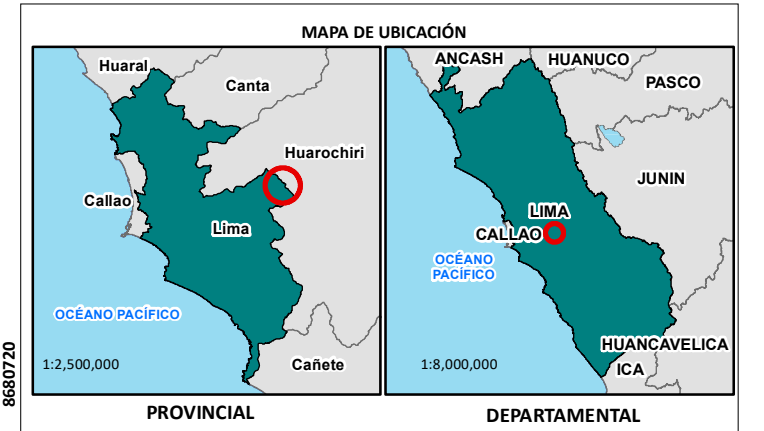 MAPA DE UBICACIÓN
Huaral
Canta
Huarochiri
Callao
Lima
OCÉANO PACÍFICO
Cañete
1:2,500,000
PROVINCIAL
ANCASH
HUANUCO
PASCO
JUNIN
LIMA
CALLAO
OCÉANO
PACÍFICO
HUANCAVELICA
ICA
1:8,000,000
DEPARTAMENTAL
8680720